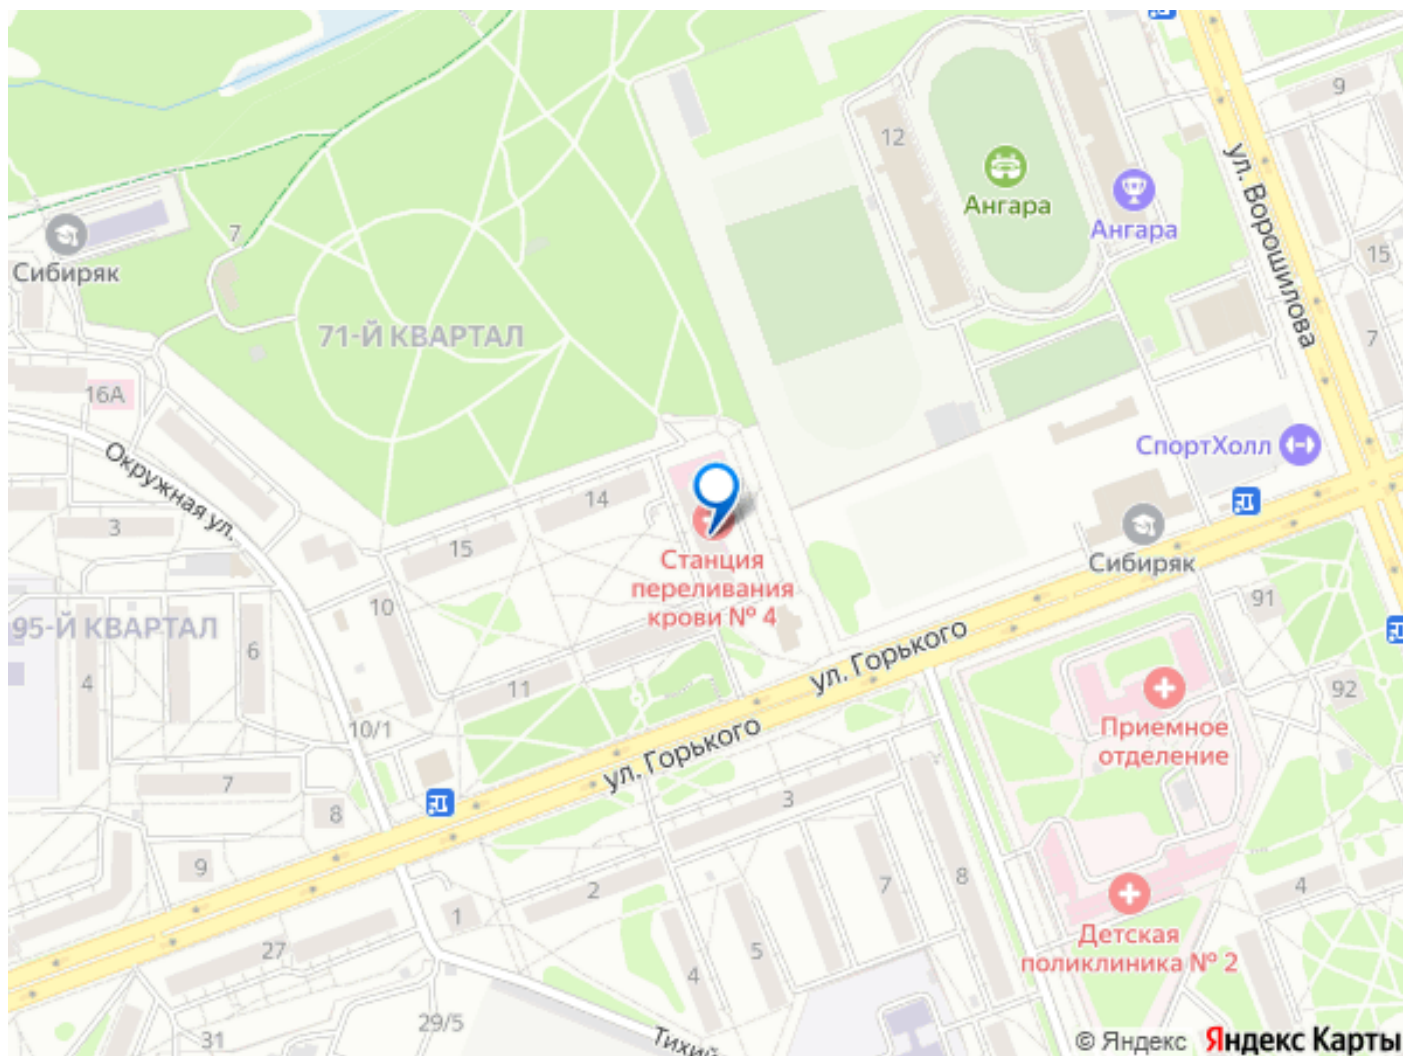 9
ул. Ворошилова
12
Ангара
Ангара
7
Сибиряк
15
71-Й КВАРТАЛ
7
16А
Окружная ул.
СпортХолл
14
3
15
Станция
переливания
крови № 4
Сибиряк
10
91
95-Й КВАРТАЛ
6
4
11
ул. Горького
92
10/1
Приемное
отделение
ул. Горького
7
3
8
9
2
7
8
4
1
Детская
поликлиника № 2
27
5
4
29/5
31
Тихий
© Яндекс Яндекс Карты